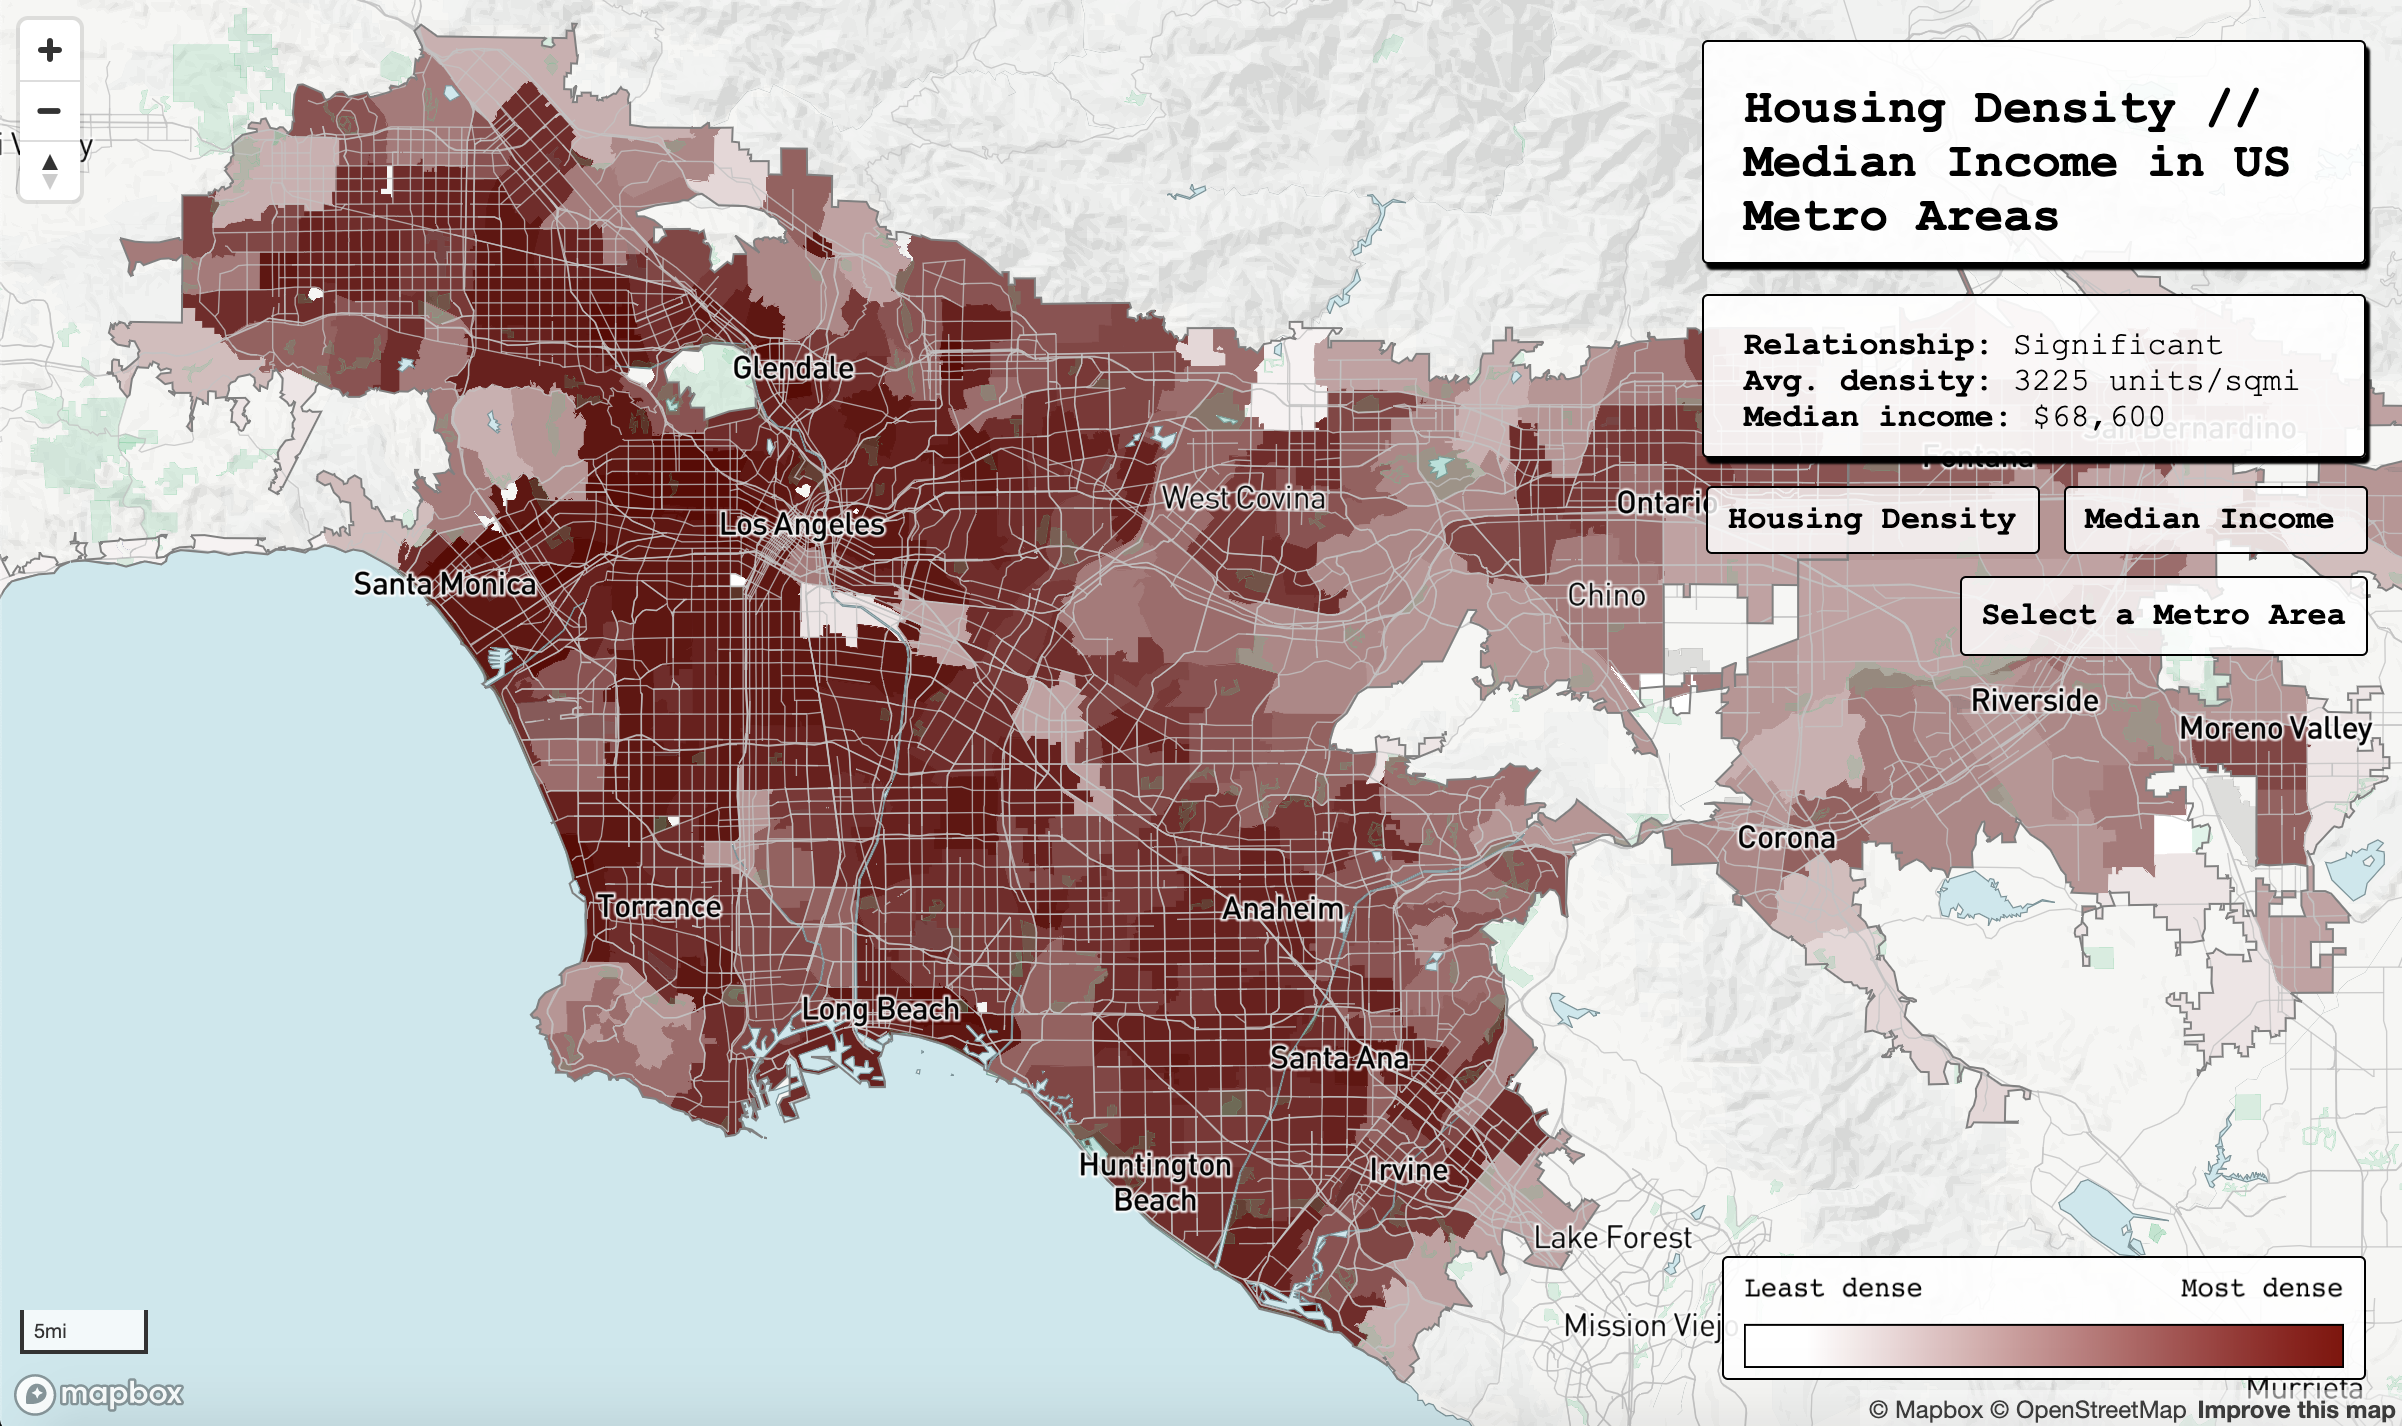 Housing Density //
Median Income in US
Metro Areas
Relationship: Significant
Avg. density: 3225 units/sqmi
Median income: $68,600
San Bernardino
Fontana
Housing Density
Median Income
Select a Metro Area
Glendale
Los Angeles
West Covina
Ontario
Santa Monica
Chino
Riverside
Moreno Valley
Corona
Torrance
Anaheim
Long Beach
Santa Ana
Huntington
Beach
Irvine
Lake Forest
Mission Viejo
Least dense
Most dense
5mi
mapbox
Murrieta
© Mapbox © OpenStreetMap Improve this map